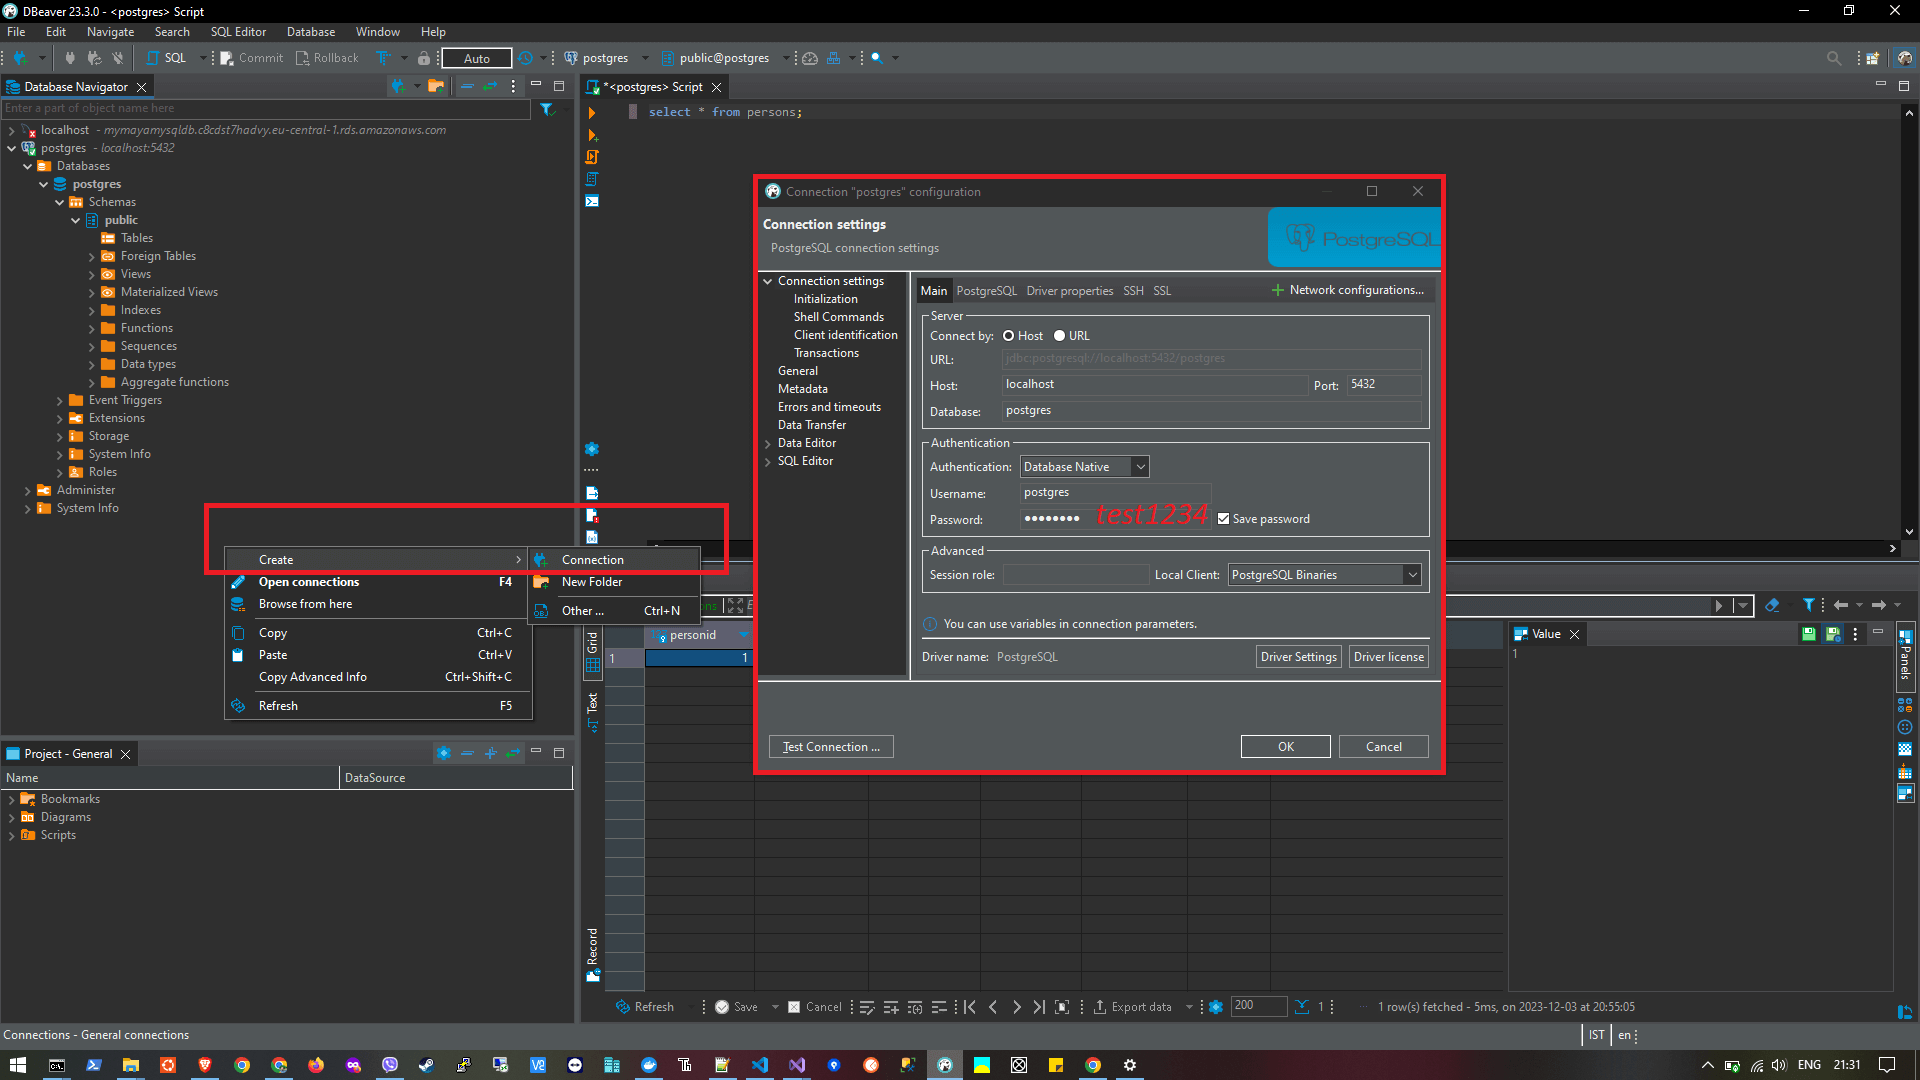 DBeaver 23.3.0 - <postgres> Script
File Edit Navigate Search SQL Editor Database Window Help
SQL Commit Rollback Auto postgres public@postgres
Database Navigator
*<postgres> Script
Enter a part of object name here
select * from persons;
localhost - mymayamysqldb.c8cdst7hadvy.eu-central-1.rds.amazonaws.com
postgres - localhost:5432
Databases
postgres
Schemas
public
Tables
Foreign Tables
Views
Materialized Views
Indexes
Functions
Sequences
Data types
Aggregate functions
Event Triggers
Extensions
Storage
System Info
Roles
Administer
System Info
Create
Open connections F4
Browse from here
Copy Ctrl+C
Paste Ctrl+V
Copy Advanced Info Ctrl+Shift+C
Refresh F5
Connection
New Folder
Other ... Ctrl+N
Connection "postgres" configuration
Connection settings
PostgreSQL connection settings
PostgreSQL
Connection settings
Initialization
Shell Commands
Client identification
Transactions
General
Metadata
Errors and timeouts
Data Transfer
Data Editor
SQL Editor
Main PostgreSQL Driver properties SSH SSL Network configurations...
Server
Connect by: Host URL
URL: jdbc:postgresql://localhost:5432/postgres
Host: localhost Port: 5432
Database: postgres
Authentication
Authentication: Database Native
Username: postgres
Password: •••••••• test1234 Save password
Advanced
Session role: Local Client: PostgreSQL Binaries
You can use variables in connection parameters.
Driver name: PostgreSQL Driver Settings Driver license
Test Connection ... OK Cancel
Grid
Text
Record
personid
1 1
Value
1
Panels
Project - General
Name DataSource
Bookmarks
Diagrams
Scripts
Refresh Save Cancel Export data 200 1 1 row(s) fetched - 5ms, on 2023-12-03 at 20:55:05
Connections - General connections
IST en
ENG 21:31